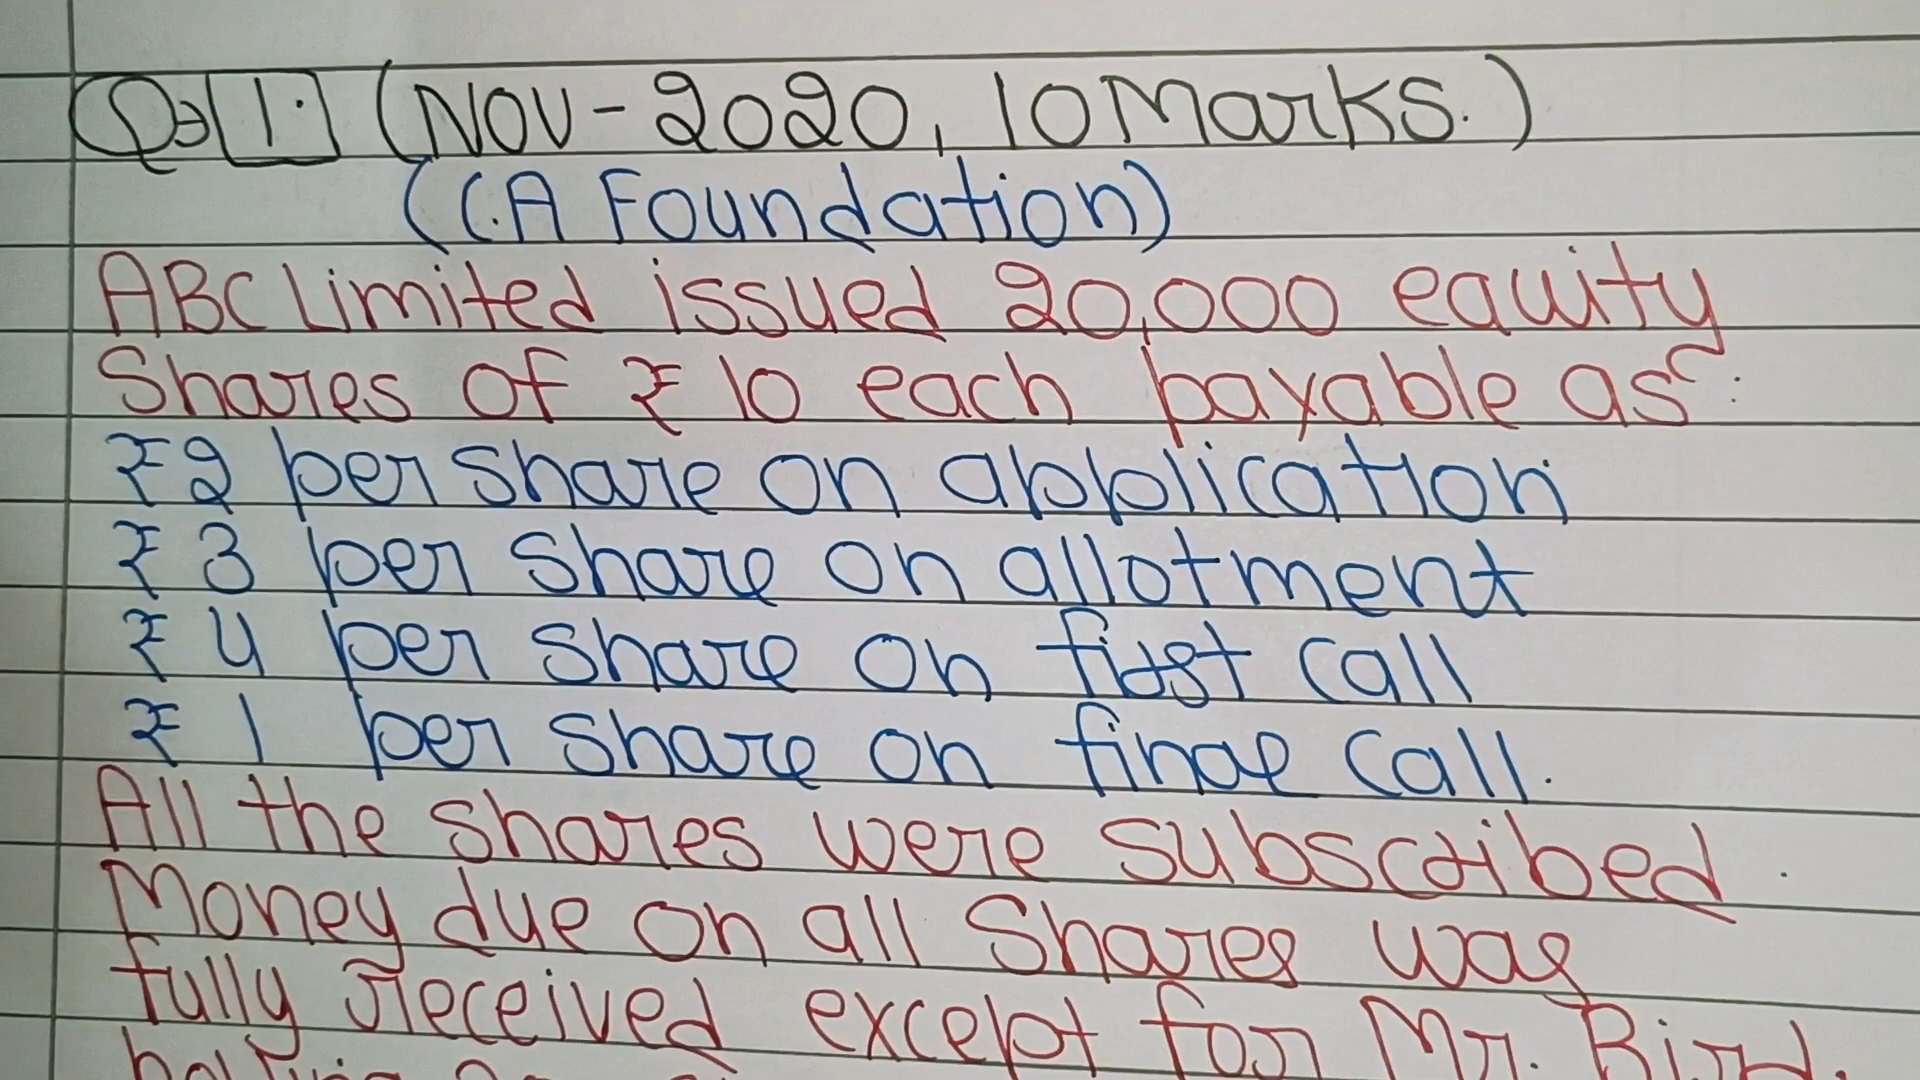 Q→1. (NOV-2020, 10 Marks.)
(C.A Foundation)
ABC Limited issued 20,000 equity
Shares of ₹ 10 each payable as:
₹2 per share on application
₹ 3 per share on allotment
₹ 4 per share on first call
₹ 1 per share on final call.
All the shares were subscribed.
Money due on all shares was
fully received except for Mr. Bird,